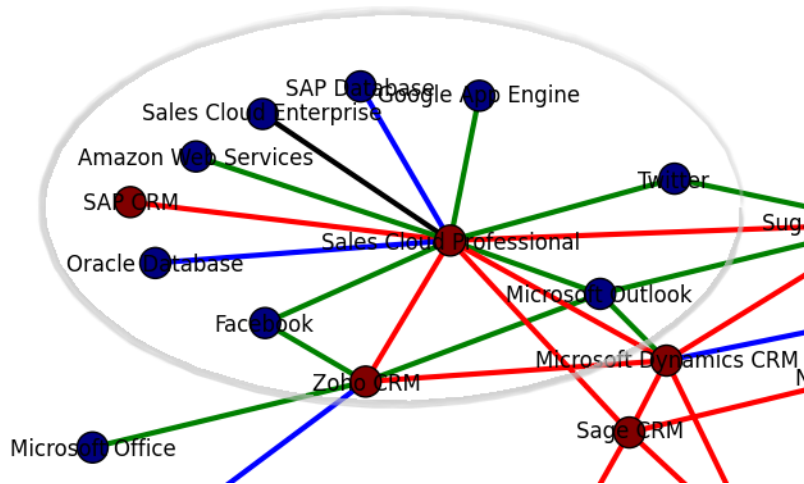 SAP Database
Google App Engine
Sales Cloud Enterprise
Amazon Web Services
Twitter
SAP CRM
Sug
Sales Cloud Professional
Oracle Database
Microsoft Outlook
Facebook
Microsoft Dynamics CRM
Zoho CRM
N
Sage CRM
Microsoft Office